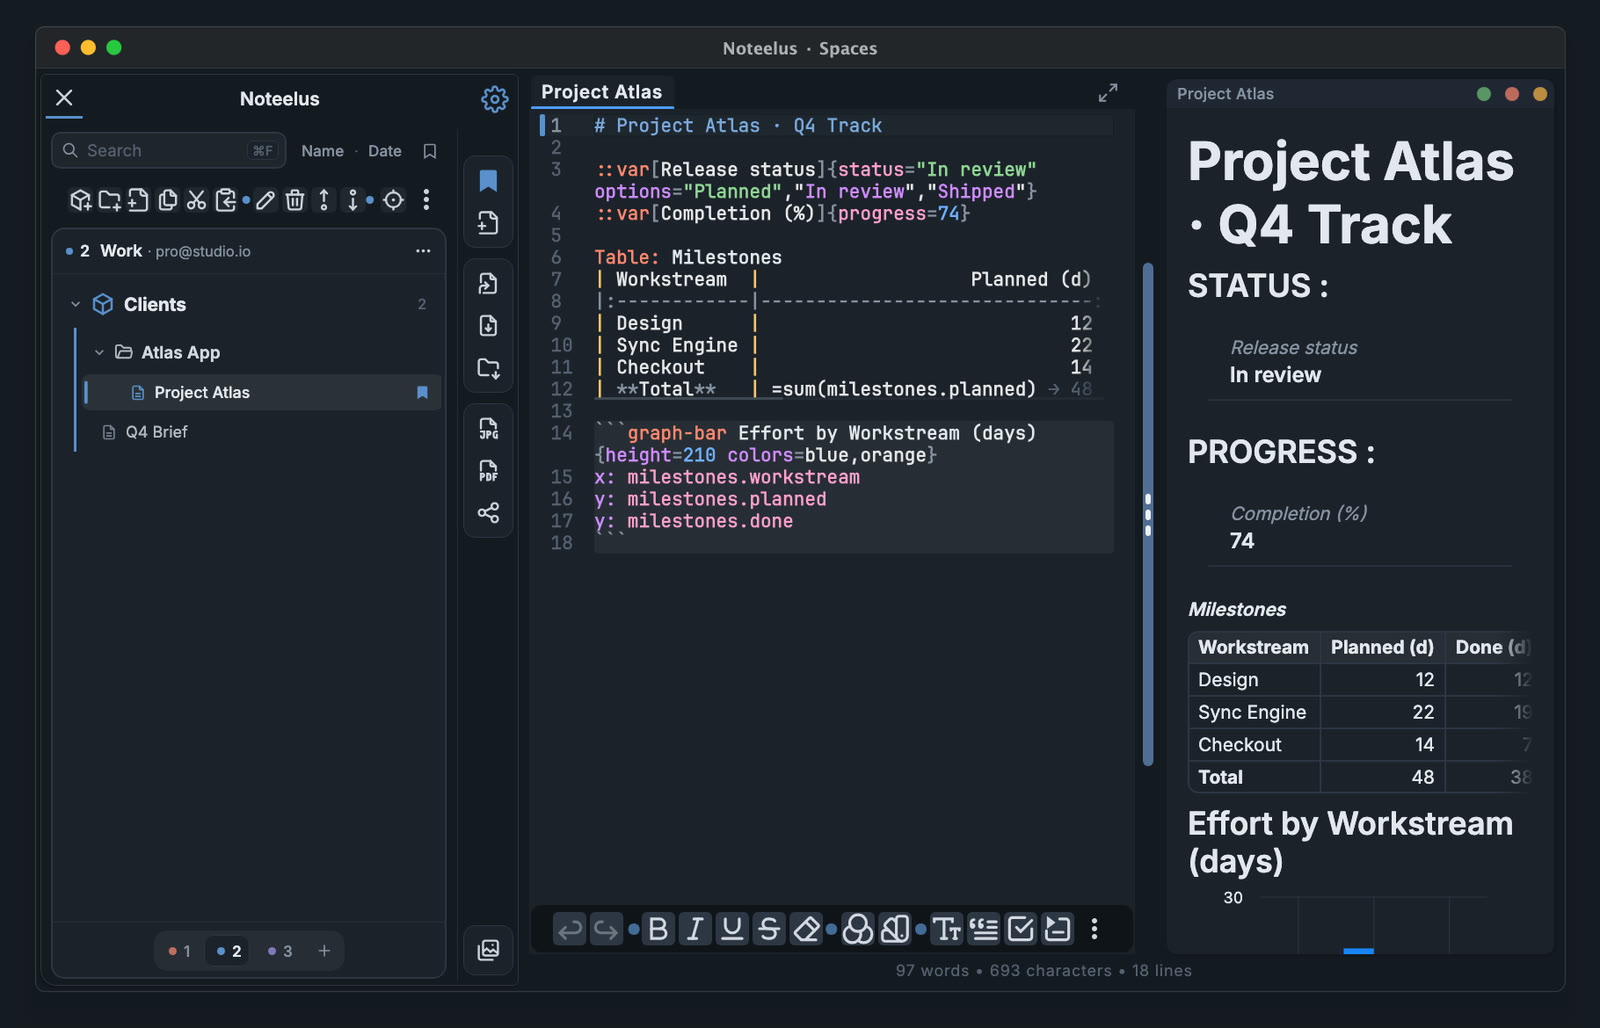 Noteelus · Spaces
Noteelus
Search ⌘F Name · Date
2 Work · pro@studio.io
Clients 2
Atlas App
Project Atlas
Q4 Brief
1 2 3 +
JPG
PDF
Project Atlas
1 # Project Atlas · Q4 Track
2
3 ::var[Release status]{status="In review"
options="Planned","In review","Shipped"}
4 ::var[Completion (%)]{progress=74}
5
6 Table: Milestones
7 | Workstream | Planned (d)
8 |:------------|------------------------------:
9 | Design | 12
10 | Sync Engine | 22
11 | Checkout | 14
12 | **Total** | =sum(milestones.planned) → 48
13
14 ```graph-bar Effort by Workstream (days)
{height=210 colors=blue,orange}
15 x: milestones.workstream
16 y: milestones.planned
17 y: milestones.done
18 ```
B I U S Tт
97 words • 693 characters • 18 lines
Project Atlas
Project Atlas
· Q4 Track
STATUS :
Release status
In review
PROGRESS :
Completion (%)
74
Milestones
Workstream Planned (d) Done (d)
Design 12 12
Sync Engine 22 19
Checkout 14 7
Total 48 38
Effort by Workstream
(days)
30